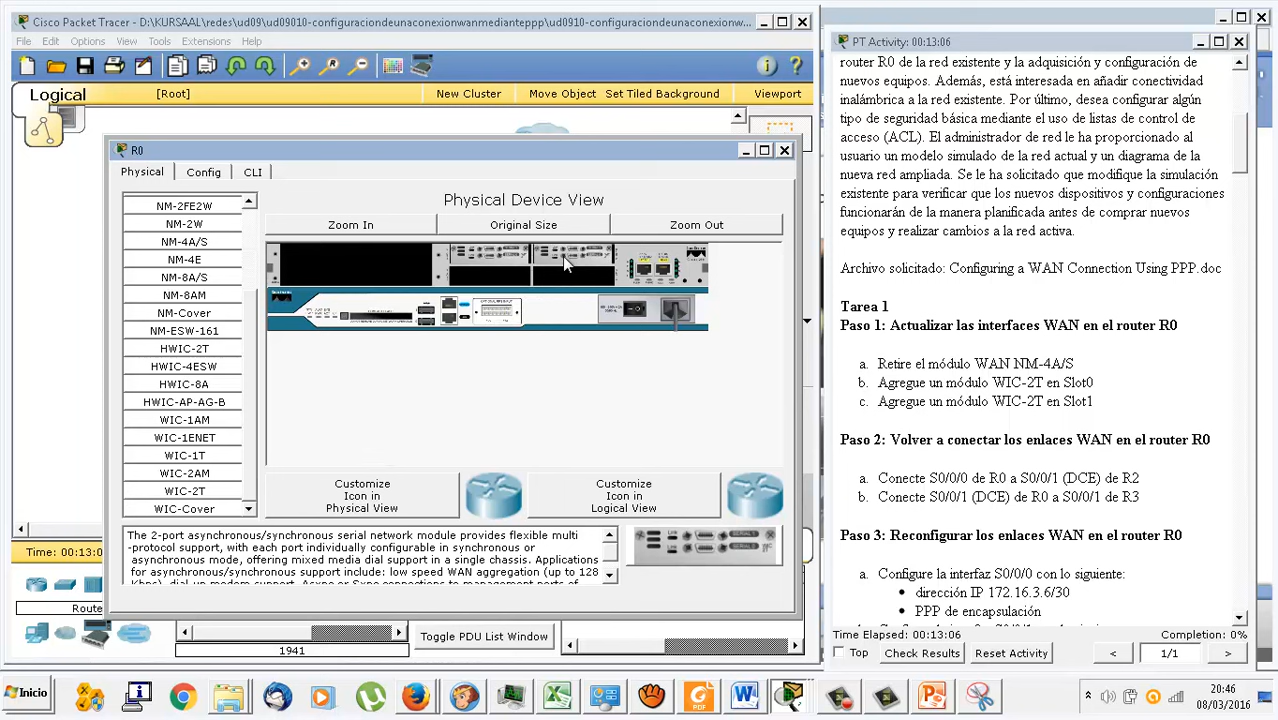 Cisco Packet Tracer - D:\KURSAAL\redes\ud09\ud0910-configuraciondeunaconexionwanmedianteppp\ud0910-configuraciondeunaconexionw...
File Edit Options View Tools Extensions Help
Logical
[Root]
New Cluster
Move Object
Set Tiled Background
Viewport
R0
Physical
Config
CLI
NM-2FE2W
NM-2W
NM-4A/S
NM-4E
NM-8A/S
NM-8AM
NM-Cover
NM-ESW-161
HWIC-2T
HWIC-4ESW
HWIC-8A
HWIC-AP-AG-B
WIC-1AM
WIC-1ENET
WIC-1T
WIC-2AM
WIC-2T
WIC-Cover
Physical Device View
Zoom In
Original Size
Zoom Out
Customize
Icon in
Physical View
Customize
Icon in
Logical View
The 2-port asynchronous/synchronous serial network module provides flexible multi
-protocol support, with each port individually configurable in synchronous or
asynchronous mode, offering mixed media dial support in a single chassis. Applications
for asynchronous/synchronous support include: low speed WAN aggregation (up to 128
Kbps), dial-up modem support, Async or Sync connections to management ports of
Time: 00:13:0
Route
1941
Toggle PDU List Window
PT Activity: 00:13:06
router R0 de la red existente y la adquisición y configuración de
nuevos equipos. Además, está interesada en añadir conectividad
inalámbrica a la red existente. Por último, desea configurar algún
tipo de seguridad básica mediante el uso de listas de control de
acceso (ACL). El administrador de red le ha proporcionado al
usuario un modelo simulado de la red actual y un diagrama de la
nueva red ampliada. Se le ha solicitado que modifique la simulación
existente para verificar que los nuevos dispositivos y configuraciones
funcionarán de la manera planificada antes de comprar nuevos
equipos y realizar cambios a la red activa.
Archivo solicitado: Configuring a WAN Connection Using PPP.doc
Tarea 1
Paso 1: Actualizar las interfaces WAN en el router R0
a. Retire el módulo WAN NM-4A/S
b. Agregue un módulo WIC-2T en Slot0
c. Agregue un módulo WIC-2T en Slot1
Paso 2: Volver a conectar los enlaces WAN en el router R0
a. Conecte S0/0/0 de R0 a S0/0/1 (DCE) de R2
b. Conecte S0/0/1 (DCE) de R0 a S0/0/1 de R3
Paso 3: Reconfigurar los enlaces WAN en el router R0
a. Configure la interfaz S0/0/0 con lo siguiente:
• dirección IP 172.16.3.6/30
• PPP de encapsulación
Time Elapsed: 00:13:06
Completion: 0%
Top
Check Results
Reset Activity
<
1/1
>
Inicio
20:46
08/03/2016